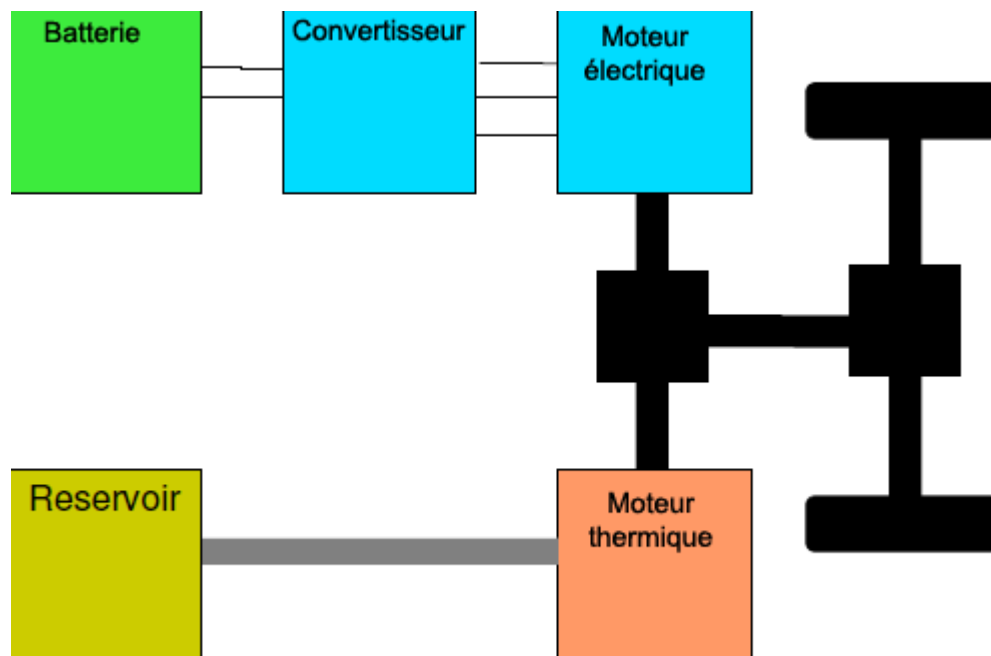 Batterie
Convertisseur
Moteur
électrique
Reservoir
Moteur
thermique